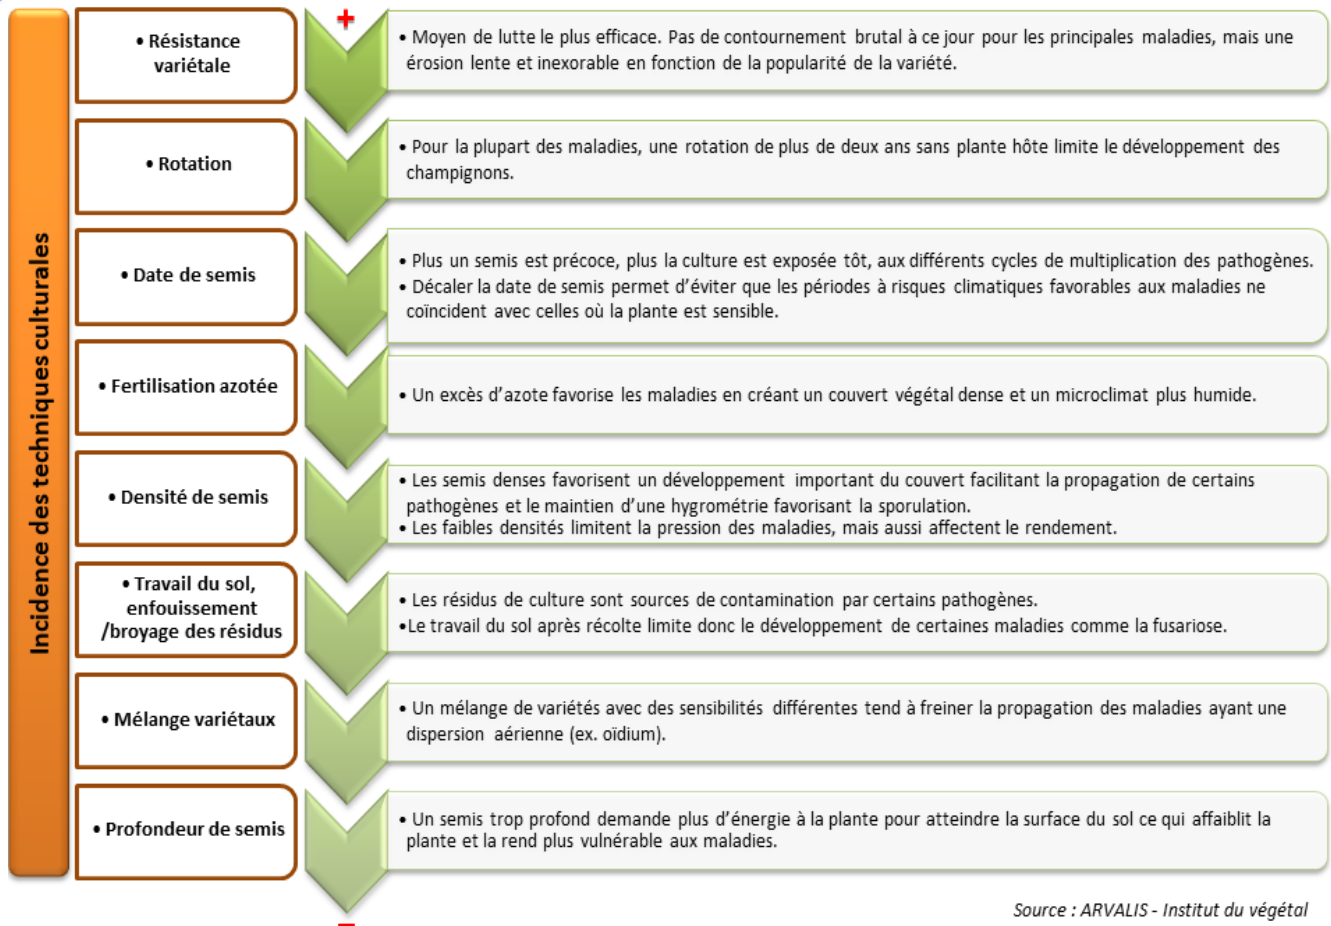 Incidence des techniques culturales
+
• Résistance
variétale
• Moyen de lutte le plus efficace. Pas de contournement brutal à ce jour pour les principales maladies, mais une
érosion lente et inexorable en fonction de la popularité de la variété.
• Rotation
• Pour la plupart des maladies, une rotation de plus de deux ans sans plante hôte limite le développement des
champignons.
• Date de semis
• Plus un semis est précoce, plus la culture est exposée tôt, aux différents cycles de multiplication des pathogènes.
• Décaler la date de semis permet d’éviter que les périodes à risques climatiques favorables aux maladies ne
coïncident avec celles où la plante est sensible.
• Fertilisation azotée
• Un excès d’azote favorise les maladies en créant un couvert végétal dense et un microclimat plus humide.
• Densité de semis
• Les semis denses favorisent un développement important du couvert facilitant la propagation de certains
pathogènes et le maintien d’une hygrométrie favorisant la sporulation.
• Les faibles densités limitent la pression des maladies, mais aussi affectent le rendement.
• Travail du sol,
enfouissement
/broyage des résidus
• Les résidus de culture sont sources de contamination par certains pathogènes.
•Le travail du sol après récolte limite donc le développement de certaines maladies comme la fusariose.
• Mélange variétaux
• Un mélange de variétés avec des sensibilités différentes tend à freiner la propagation des maladies ayant une
dispersion aérienne (ex. oïdium).
• Profondeur de semis
• Un semis trop profond demande plus d’énergie à la plante pour atteindre la surface du sol ce qui affaiblit la
plante et la rend plus vulnérable aux maladies.
–
Source : ARVALIS - Institut du végétal